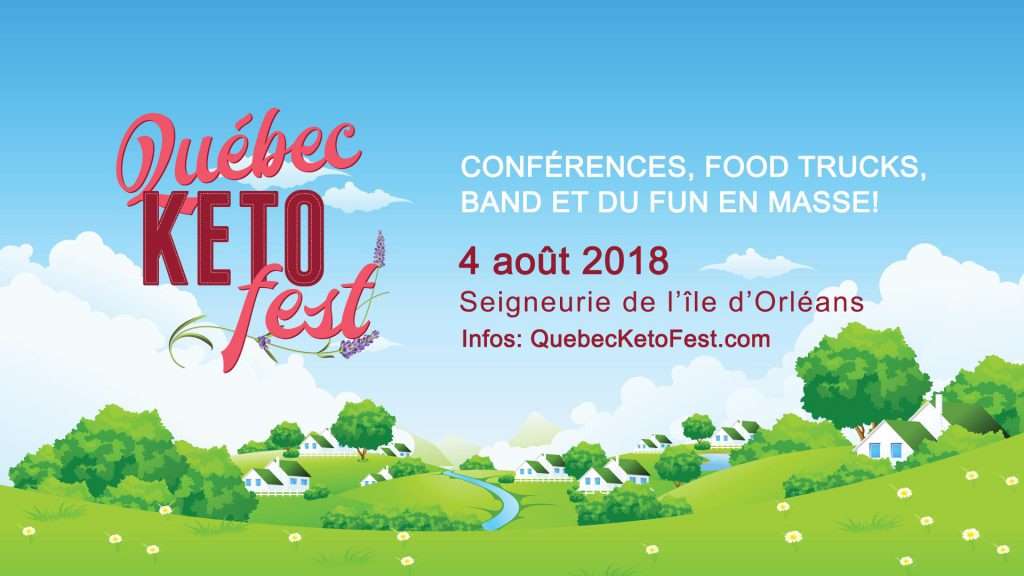 Québec
KETO
fest
CONFÉRENCES, FOOD TRUCKS,
BAND ET DU FUN EN MASSE!
4 août 2018
Seigneurie de l'île d'Orléans
Infos: QuebecKetoFest.com